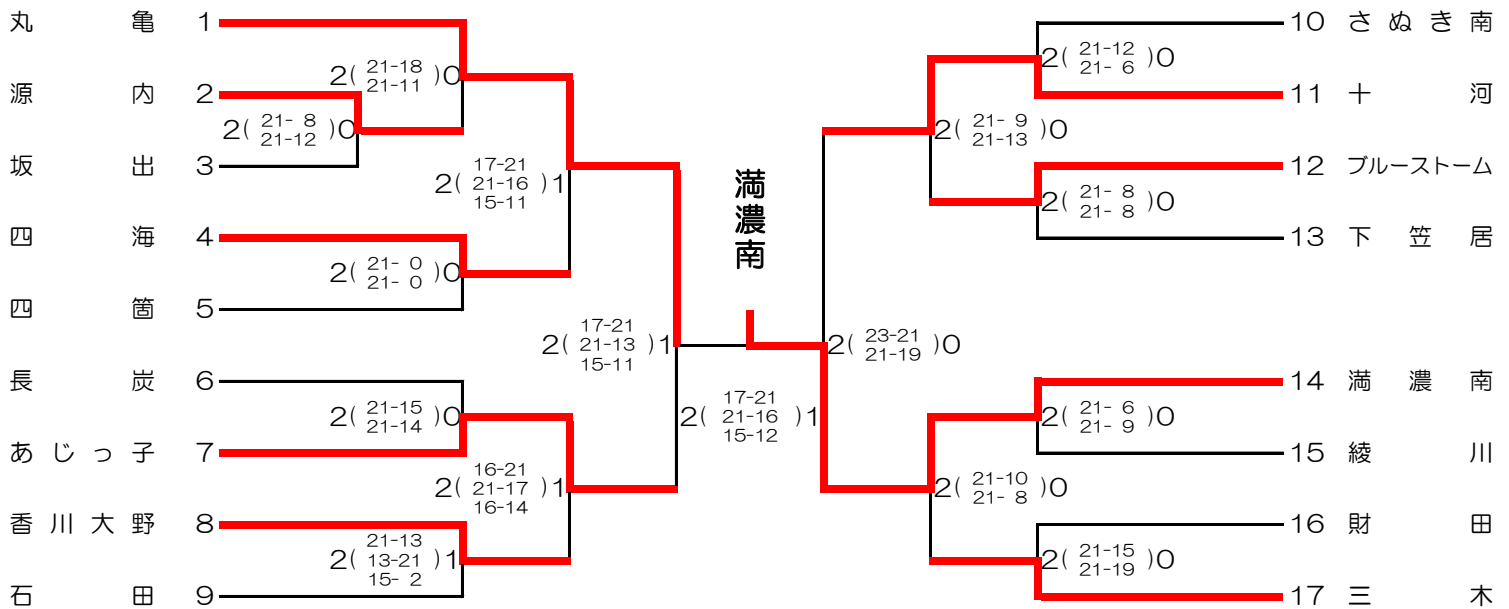 丸亀 1
2( 21-18 )0
21-11
源内 2
2( 21- 8 )0
21-12
坂出 3
17-21
2( 21-16 )1
15-11
四海 4
2( 21- 0 )0
21- 0
四箇 5
17-21
2( 21-13 )1
15-11
長炭 6
2( 21-15 )0
21-14
あじっ子 7
16-21
2( 21-17 )1
16-14
香川大野 8
21-13
2( 13-21 )1
15- 2
石田 9
満濃南
17-21
2( 21-16 )1
15-12
10 さぬき南
2( 21-12 )0
21- 6
11 十河
2( 21- 9 )0
21-13
12 ブルーストーム
2( 21- 8 )0
21- 8
13 下笠居
2( 23-21 )0
21-19
14 満濃南
2( 21- 6 )0
21- 9
15 綾川
2( 21-10 )0
21- 8
16 財田
2( 21-15 )0
21-19
17 三木